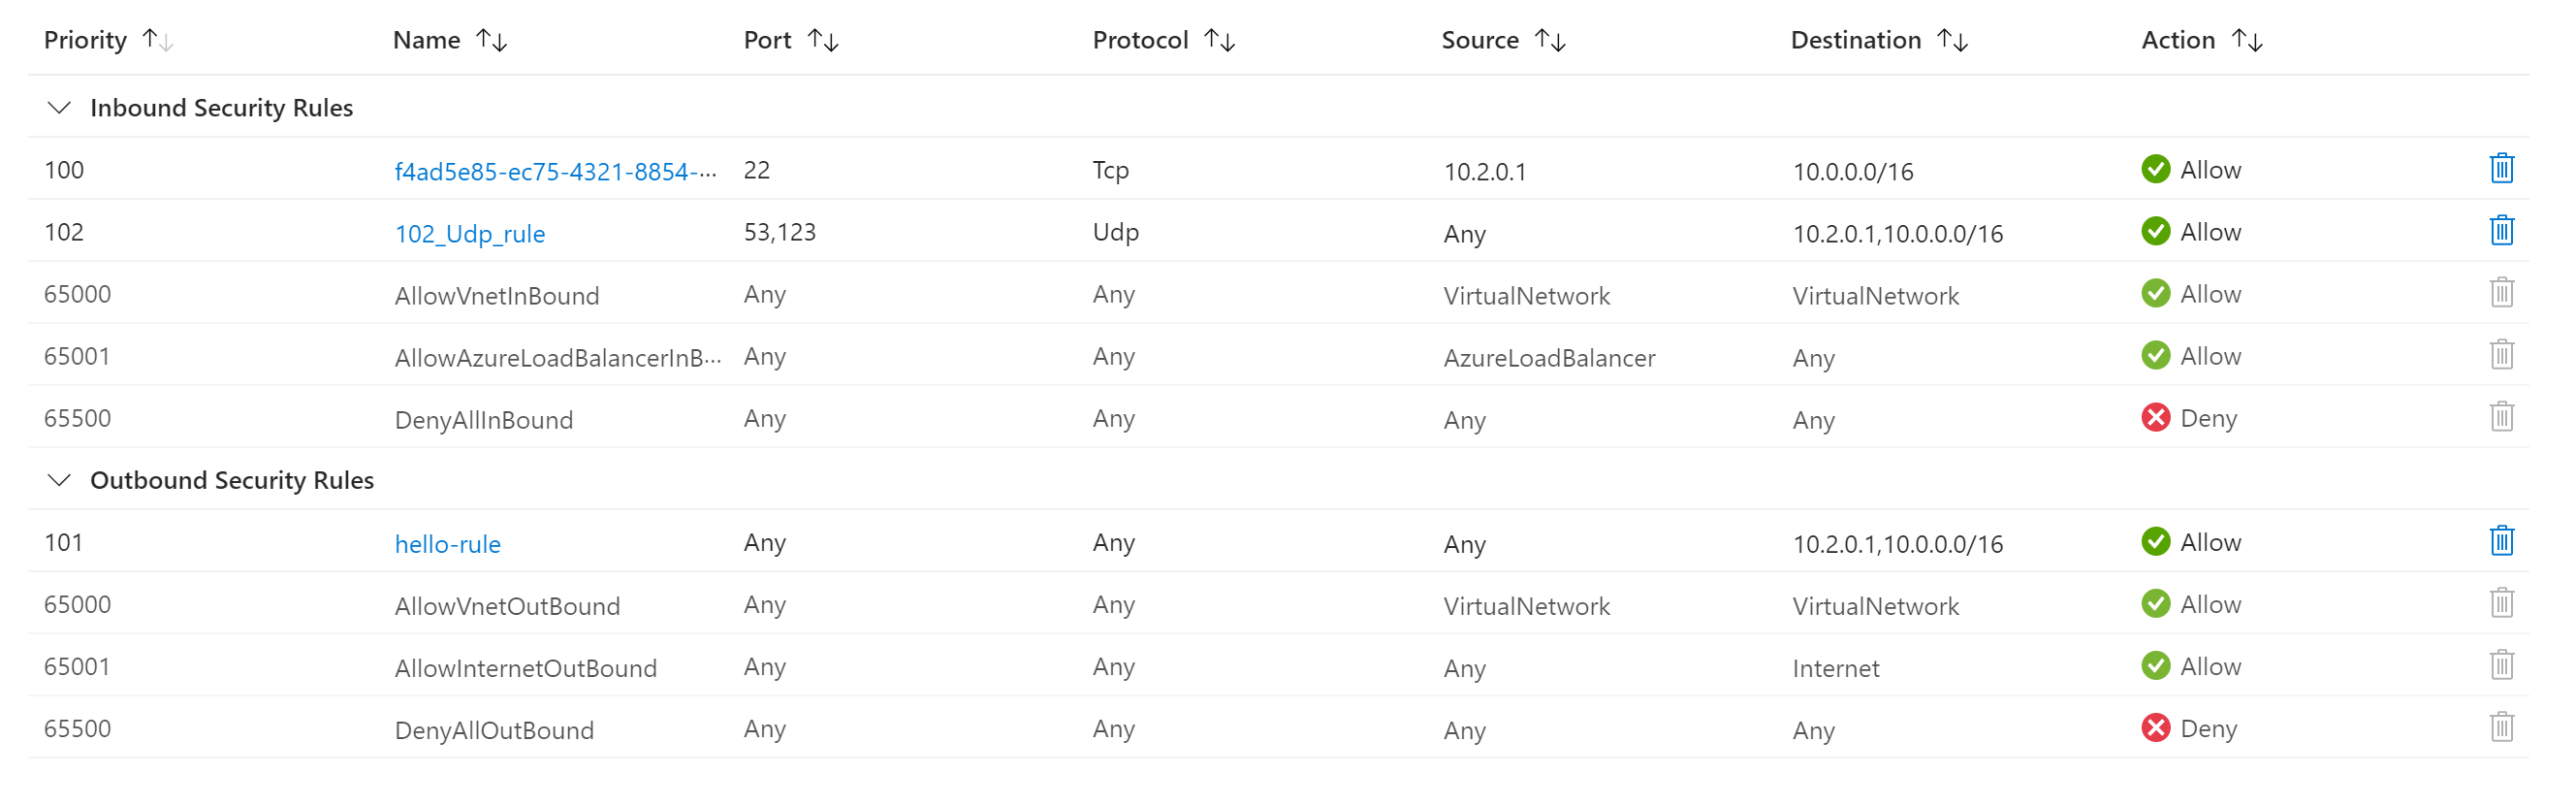 Priority Name Port Protocol Source Destination Action
Inbound Security Rules
100 f4ad5e85-ec75-4321-8854-... 22 Tcp 10.2.0.1 10.0.0.0/16 Allow
102 102_Udp_rule 53,123 Udp Any 10.2.0.1,10.0.0.0/16 Allow
65000 AllowVnetInBound Any Any VirtualNetwork VirtualNetwork Allow
65001 AllowAzureLoadBalancerInB... Any Any AzureLoadBalancer Any Allow
65500 DenyAllInBound Any Any Any Any Deny
Outbound Security Rules
101 hello-rule Any Any Any 10.2.0.1,10.0.0.0/16 Allow
65000 AllowVnetOutBound Any Any VirtualNetwork VirtualNetwork Allow
65001 AllowInternetOutBound Any Any Any Internet Allow
65500 DenyAllOutBound Any Any Any Any Deny